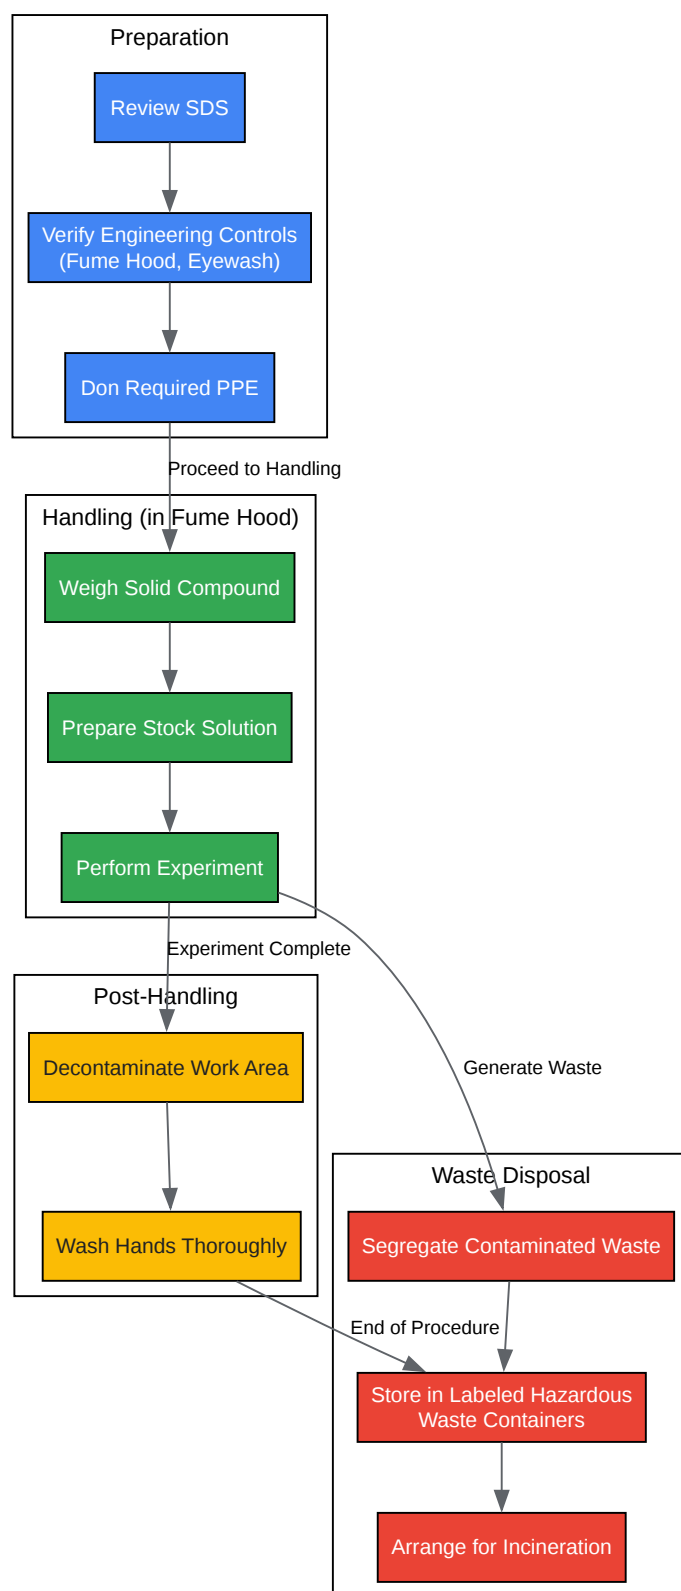 Preparation
Review SDS
Verify Engineering Controls
(Fume Hood, Eyewash)
Don Required PPE
Proceed to Handling
Handling (in Fume Hood)
Weigh Solid Compound
Prepare Stock Solution
Perform Experiment
Experiment Complete
Post-Handling
Decontaminate Work Area
Generate Waste
Waste Disposal
Wash Hands Thoroughly
Segregate Contaminated Waste
End of Procedure
Store in Labeled Hazardous
Waste Containers
Arrange for Incineration